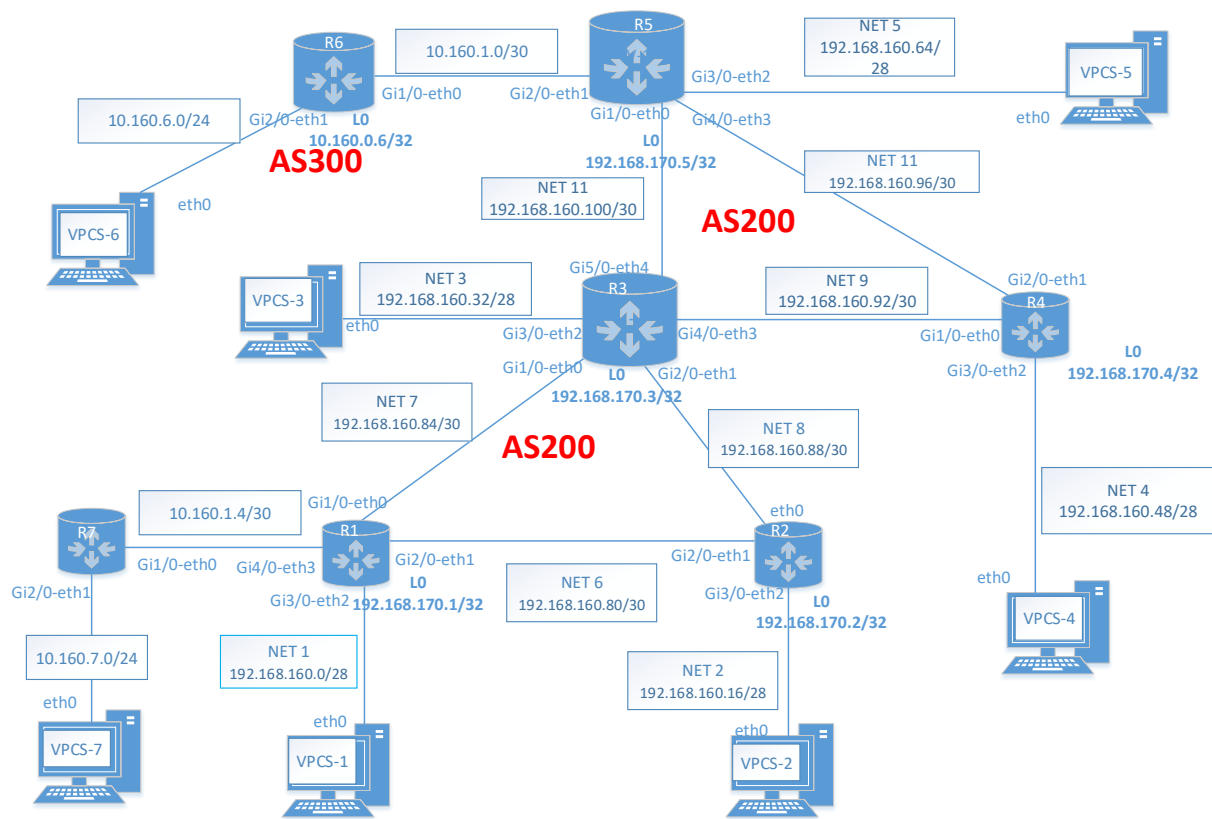 R5
NET 5
192.168.160.64/
28
R6
10.160.1.0/30
VPCS-5
Gi3/0-eth2
Gi1/0-eth0
Gi2/0-eth1
Gi1/0-eth0
Gi4/0-eth3
eth0
10.160.6.0/24
Gi2/0-eth1
L0
10.160.0.6/32
AS300
L0
192.168.170.5/32
NET 11
192.168.160.96/30
NET 11
192.168.160.100/30
eth0
AS200
VPCS-6
Gi5/0-eth4
R3
NET 3
192.168.160.32/28
NET 9
192.168.160.92/30
Gi2/0-eth1
R4
VPCS-3
eth0
Gi3/0-eth2
Gi4/0-eth3
Gi1/0-eth0
Gi1/0-eth0
L0
192.168.170.3/32
Gi2/0-eth1
Gi3/0-eth2
L0
192.168.170.4/32
NET 7
192.168.160.84/30
AS200
NET 8
192.168.160.88/30
NET 4
192.168.160.48/28
Gi1/0-eth0
10.160.1.4/30
eth0
R7
R1
R2
Gi1/0-eth0
Gi4/0-eth3
Gi2/0-eth1
Gi2/0-eth1
Gi2/0-eth1
Gi3/0-eth2
L0
192.168.170.1/32
NET 6
192.168.160.80/30
Gi3/0-eth2
L0
192.168.170.2/32
eth0
VPCS-4
10.160.7.0/24
NET 1
192.168.160.0/28
NET 2
192.168.160.16/28
eth0
eth0
eth0
VPCS-7
VPCS-1
VPCS-2